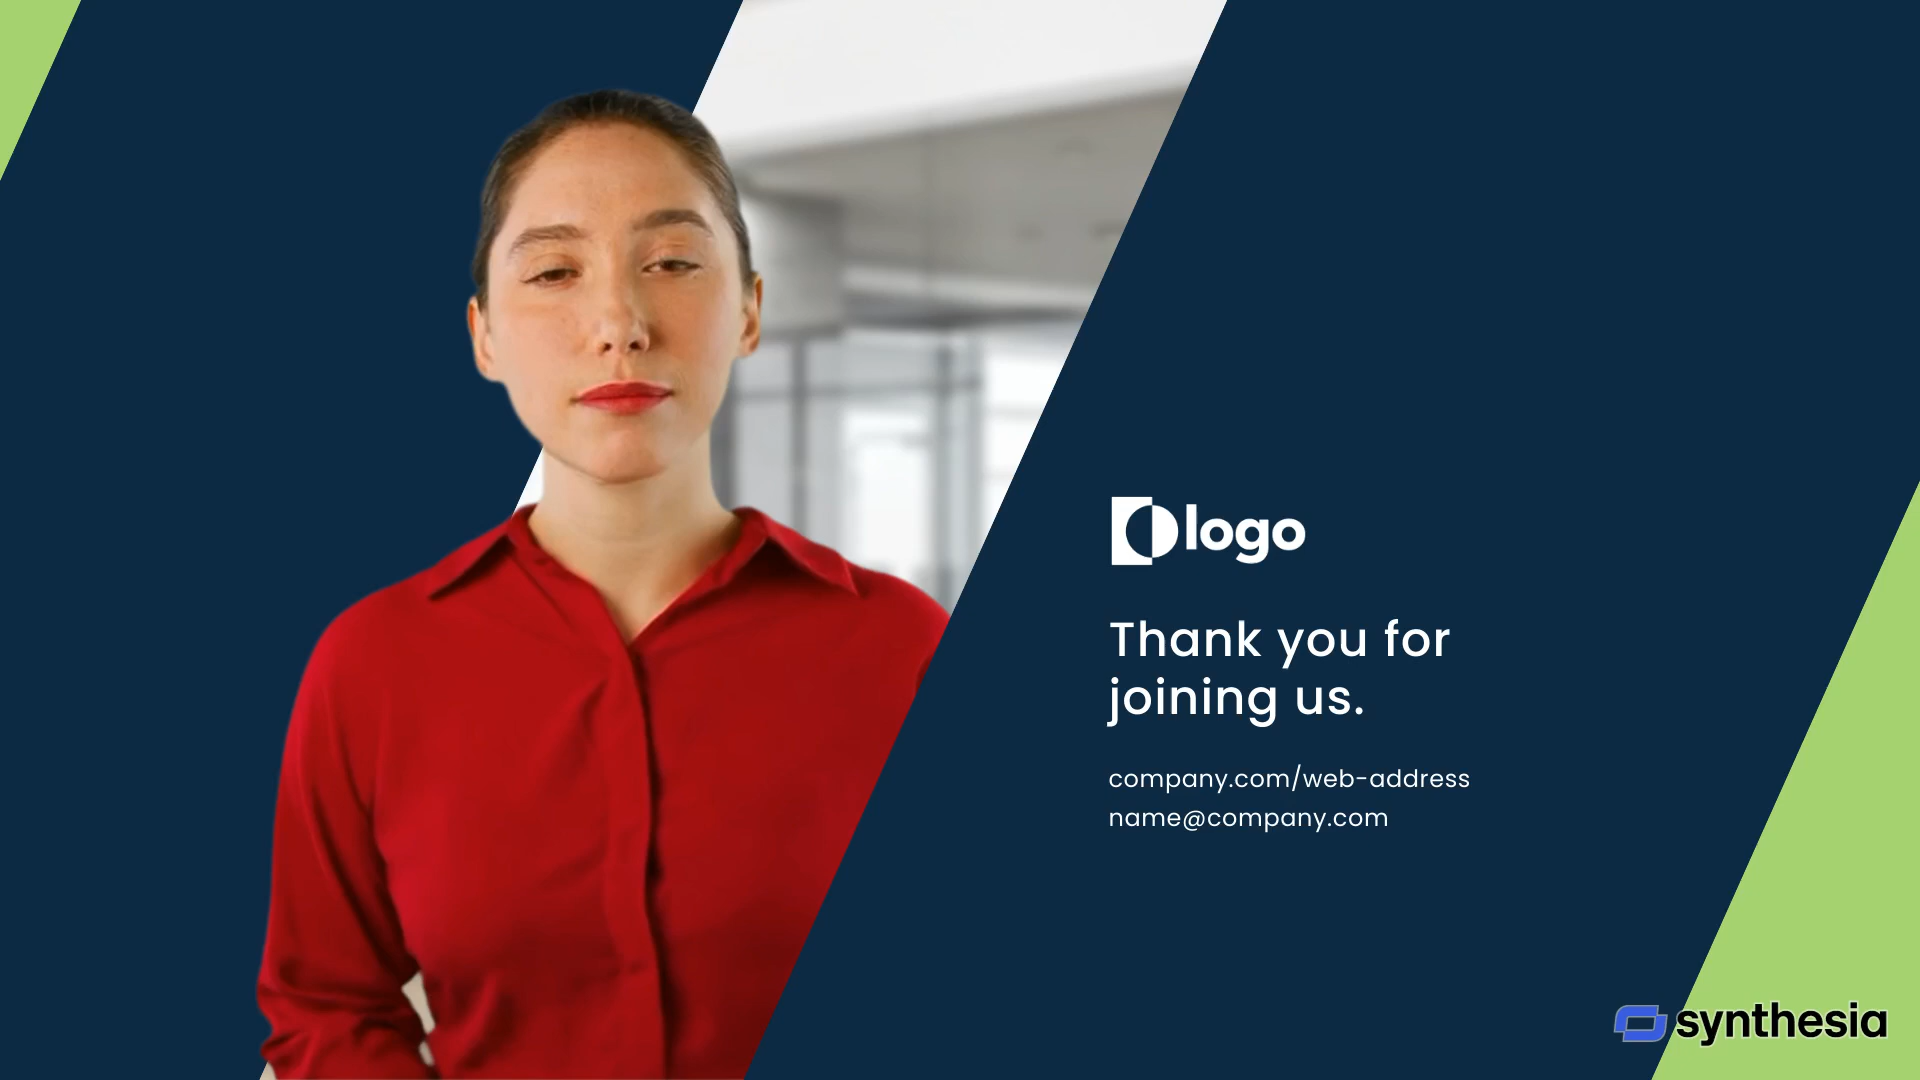 logo
Thank you for
joining us.
company.com/web-address
name@company.com
synthesia